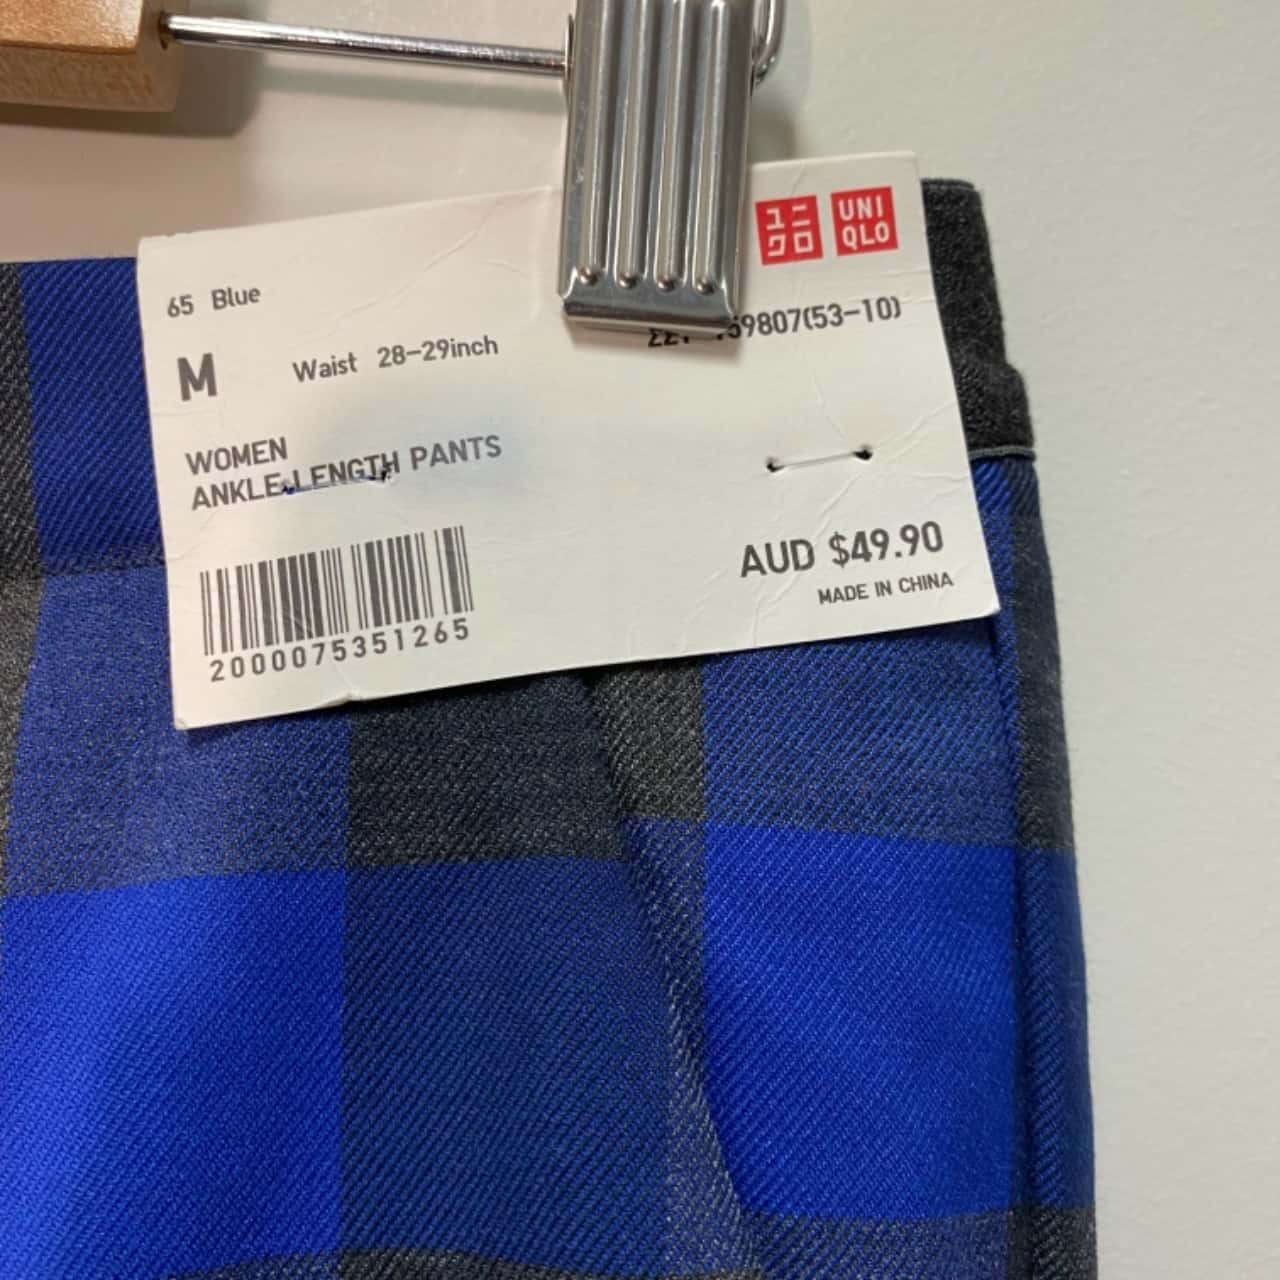 ユニ
クロ
UNI
QLO
65 Blue
59807(53-10)
M Waist 28-29inch
WOMEN
ANKLE-LENGTH PANTS
AUD $49.90
MADE IN CHINA
2000075351265